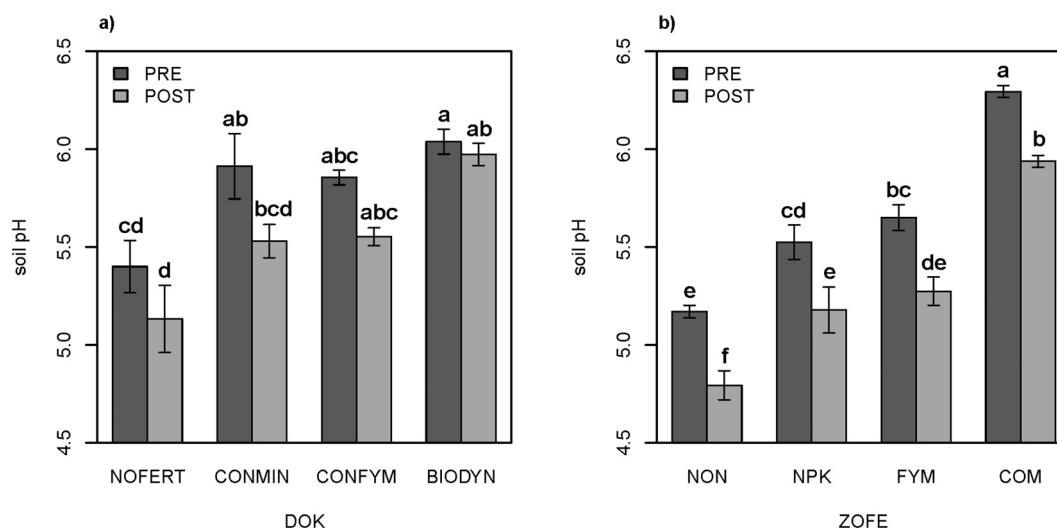 a)
soil pH
6.5
6.0
5.5
5.0
4.5
PRE
POST
cd
d
ab
bcd
abc
abc
a
ab
NOFERT CONMIN CONFYM BIODYN
DOK
b)
soil pH
6.5
6.0
5.5
5.0
4.5
PRE
POST
e
f
cd
e
bc
de
a
b
NON NPK FYM COM
ZOFE